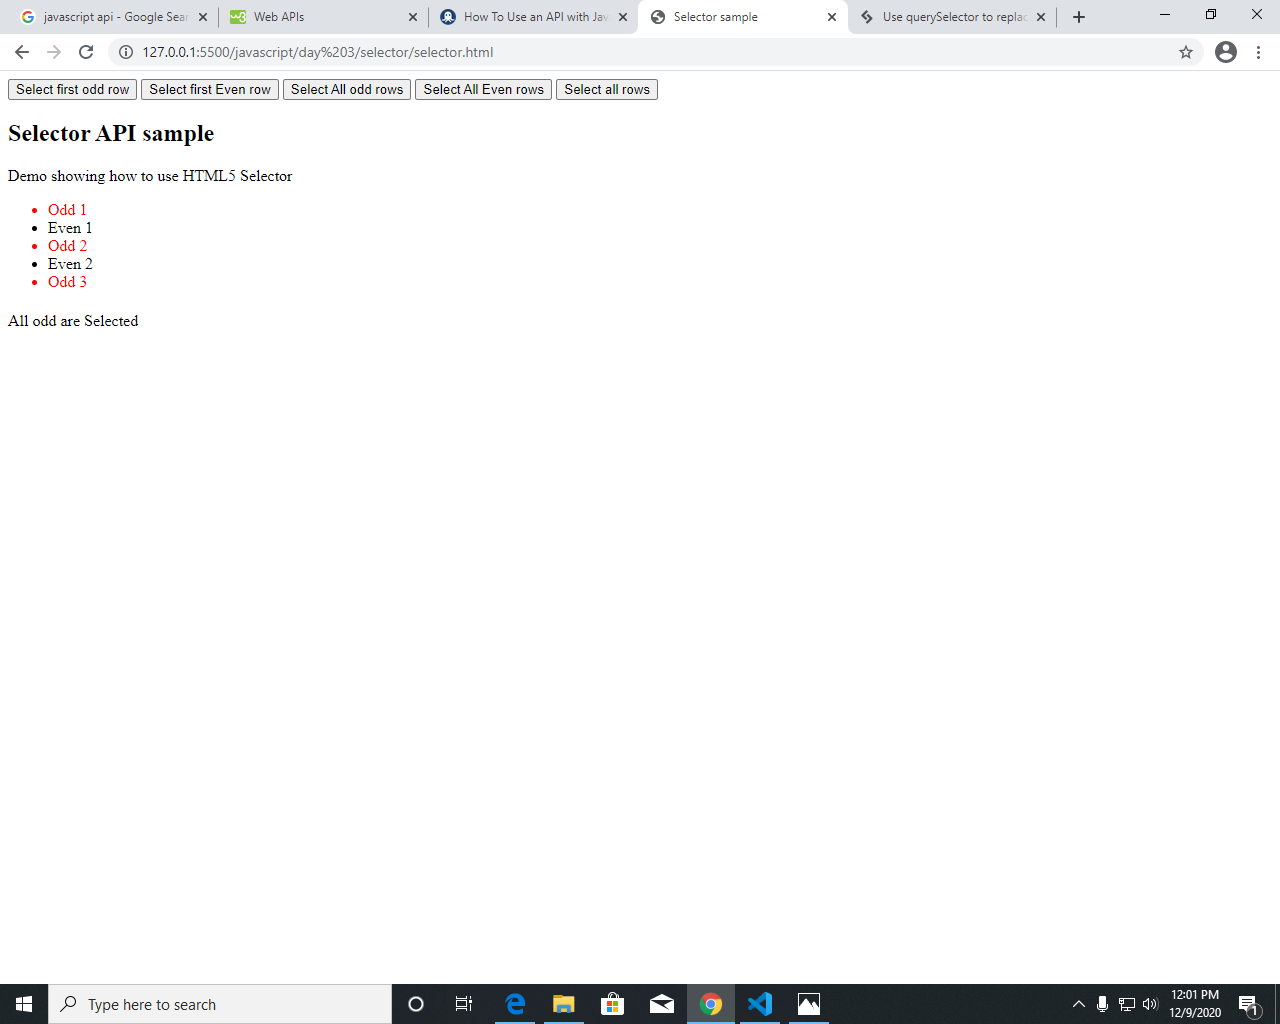 javascript api - Google Sear
Web APIs
How To Use an API with Jav
Selector sample
Use querySelector to replac
127.0.0.1:5500/javascript/day%203/selector/selector.html
Select first odd row
Select first Even row
Select All odd rows
Select All Even rows
Select all rows
Selector API sample
Demo showing how to use HTML5 Selector
Odd 1
Even 1
Odd 2
Even 2
Odd 3
All odd are Selected
Type here to search
12:01 PM
12/9/2020
1